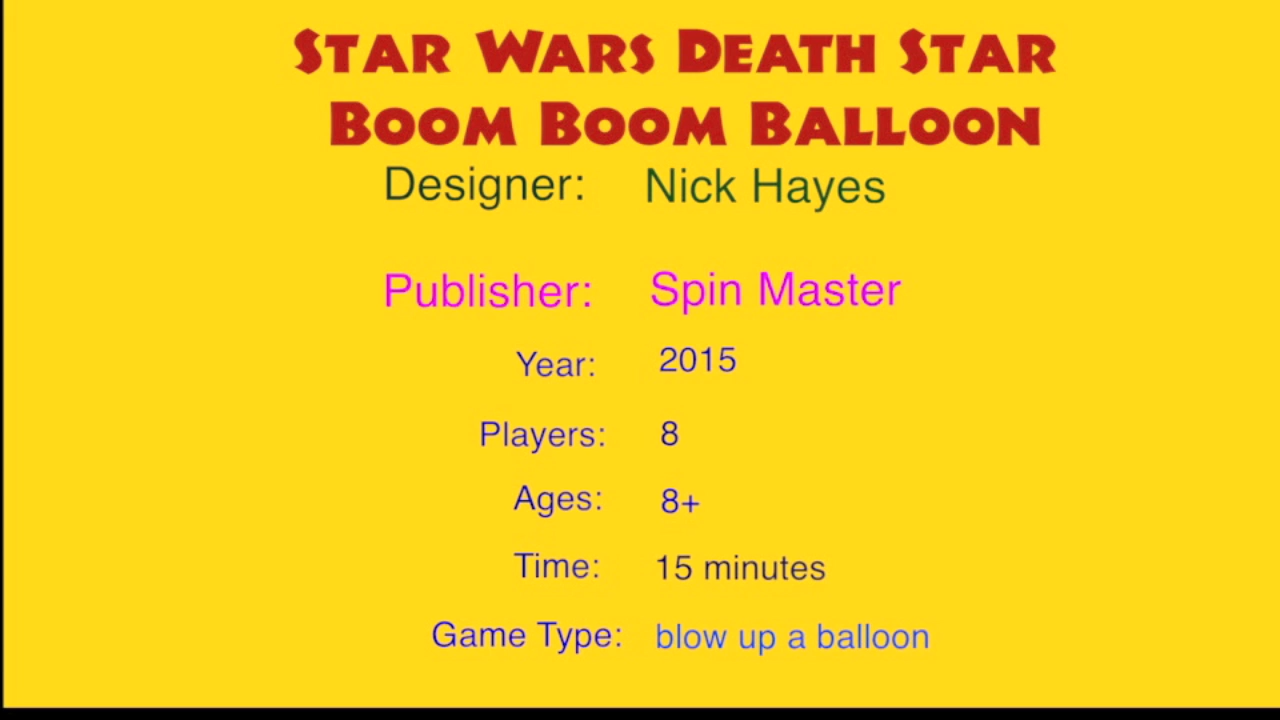 Star Wars Death Star
Boom Boom Balloon
Designer: Nick Hayes
Publisher: Spin Master
Year: 2015
Players: 8
Ages: 8+
Time: 15 minutes
Game Type: blow up a balloon